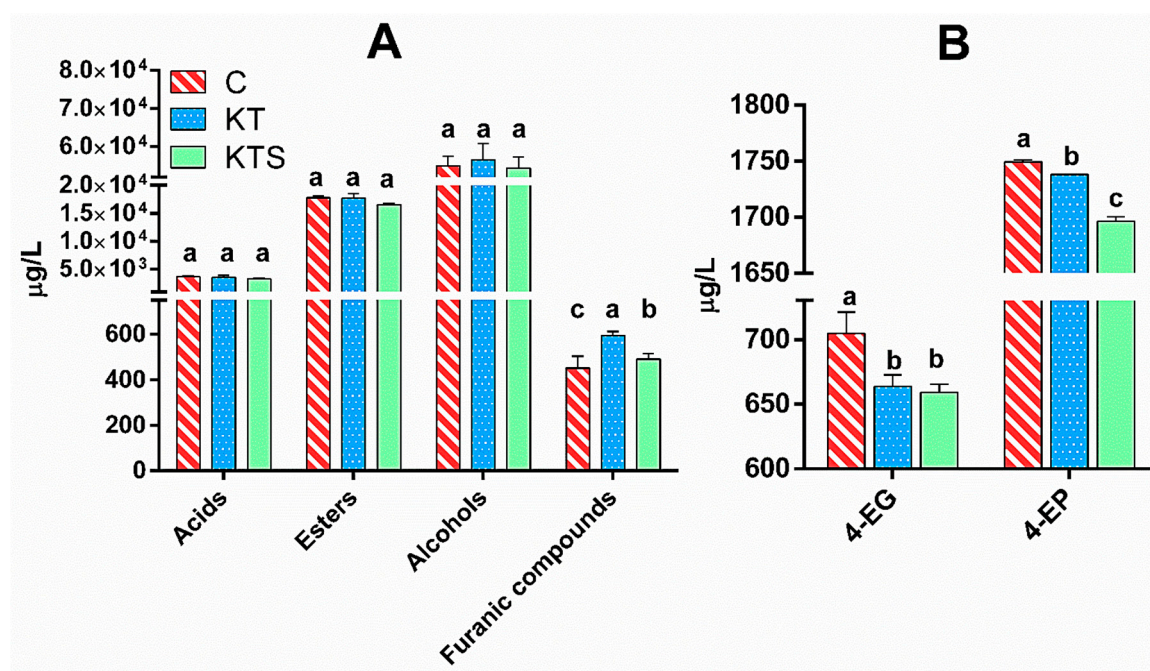 A
B
8.0×10⁴
7.0×10⁴
6.0×10⁴
2.0×10⁴
1.5×10⁴
1.0×10⁴
5.0×10³
600
400
200
0
µg/L
C
KT
KTS
a a a
a a a
a a a
c a b
Acids
Esters
Alcohols
Furanic compounds
1800
1750
1700
1650
700
650
600
µg/L
a b b
a b c
4-EG
4-EP